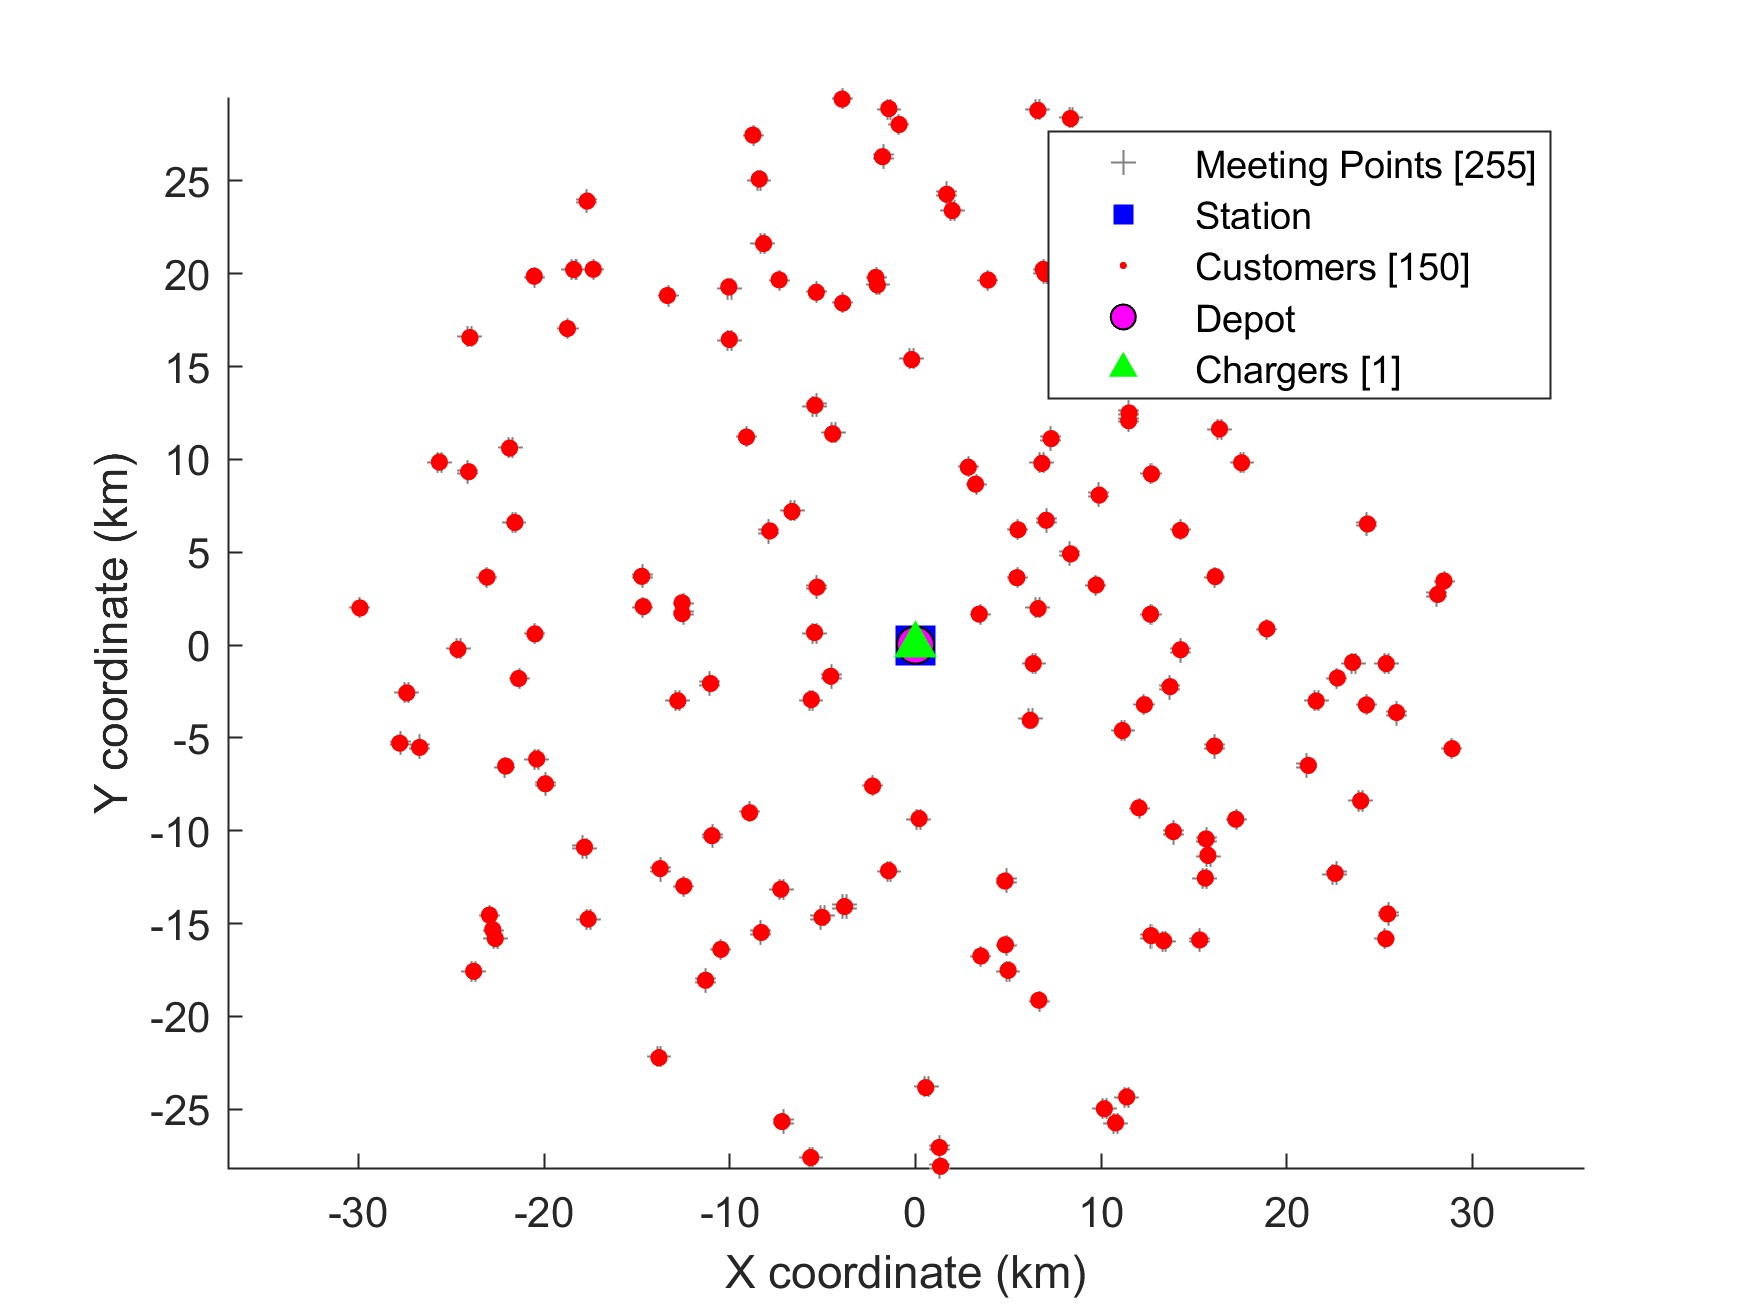 Meeting Points [255]
Station
Customers [150]
Depot
Chargers [1]
25
20
15
10
5
0
-5
-10
-15
-20
-25
Y coordinate (km)
-30
-20
-10
0
10
20
30
X coordinate (km)